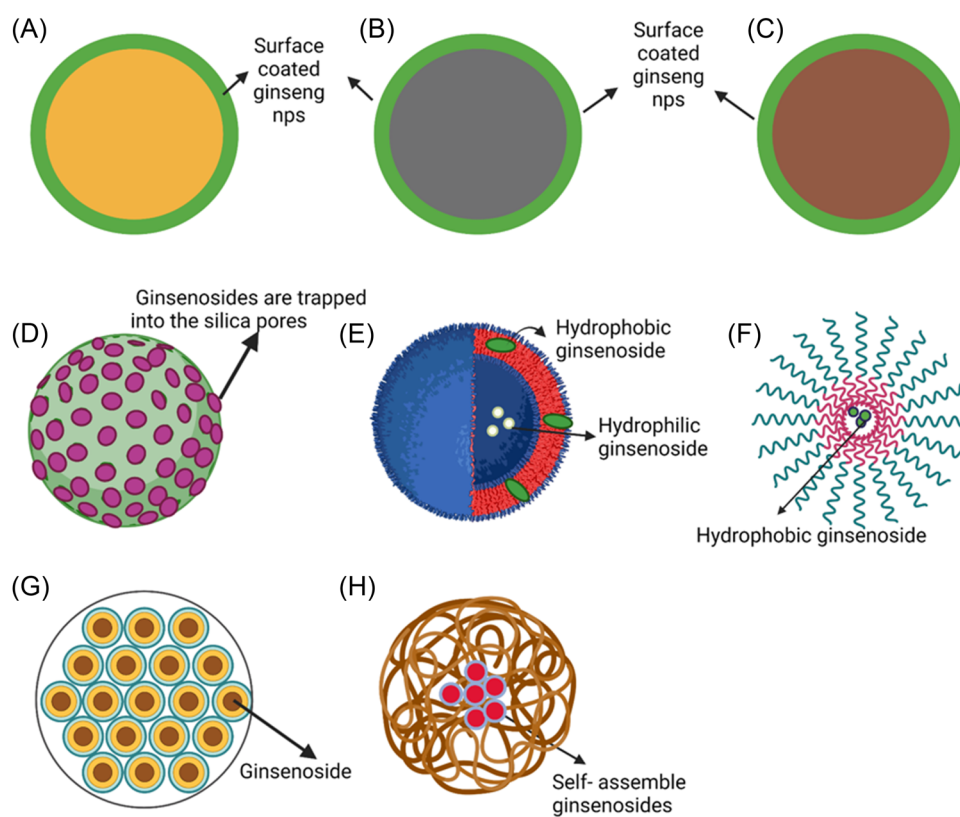 (A)
Surface
coated
ginseng
nps
(B)
Surface
coated
ginseng
nps
(C)
(D)
Ginsenosides are trapped
into the silica pores
(E)
Hydrophobic
ginsenoside
Hydrophilic
ginsenoside
(F)
Hydrophobic ginsenoside
(G)
Ginsenoside
(H)
Self- assemble
ginsenosides